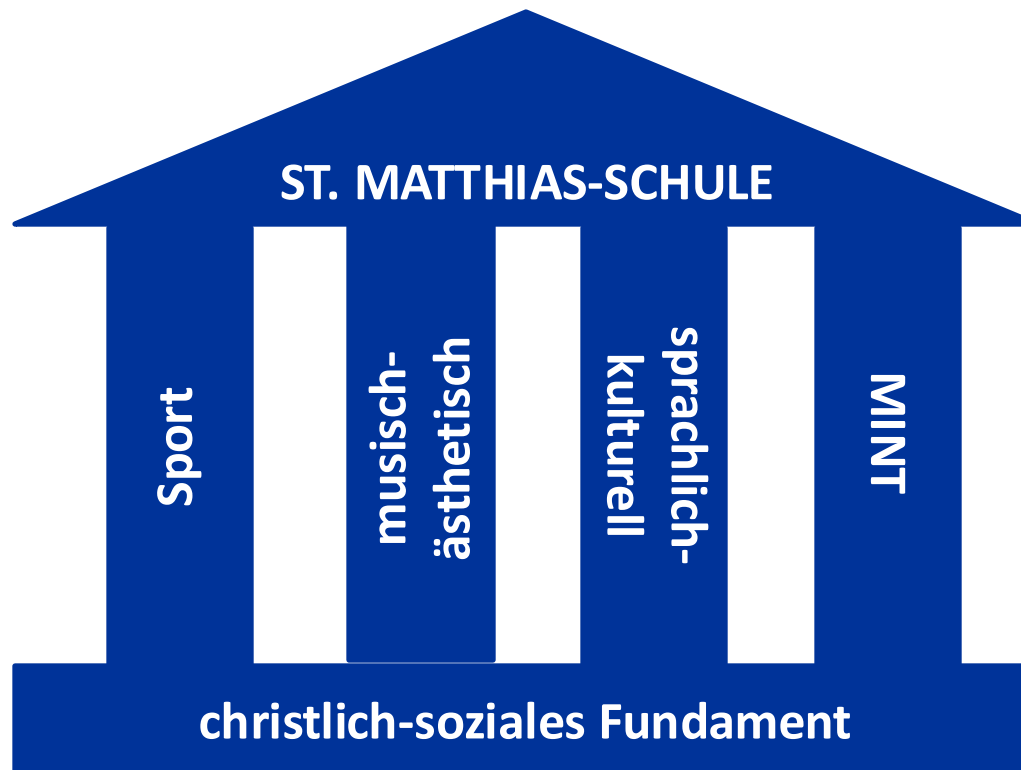 ST. MATTHIAS-SCHULE
Sport
musisch-
ästhetisch
sprachlich-
kulturell
MINT
christlich-soziales Fundament